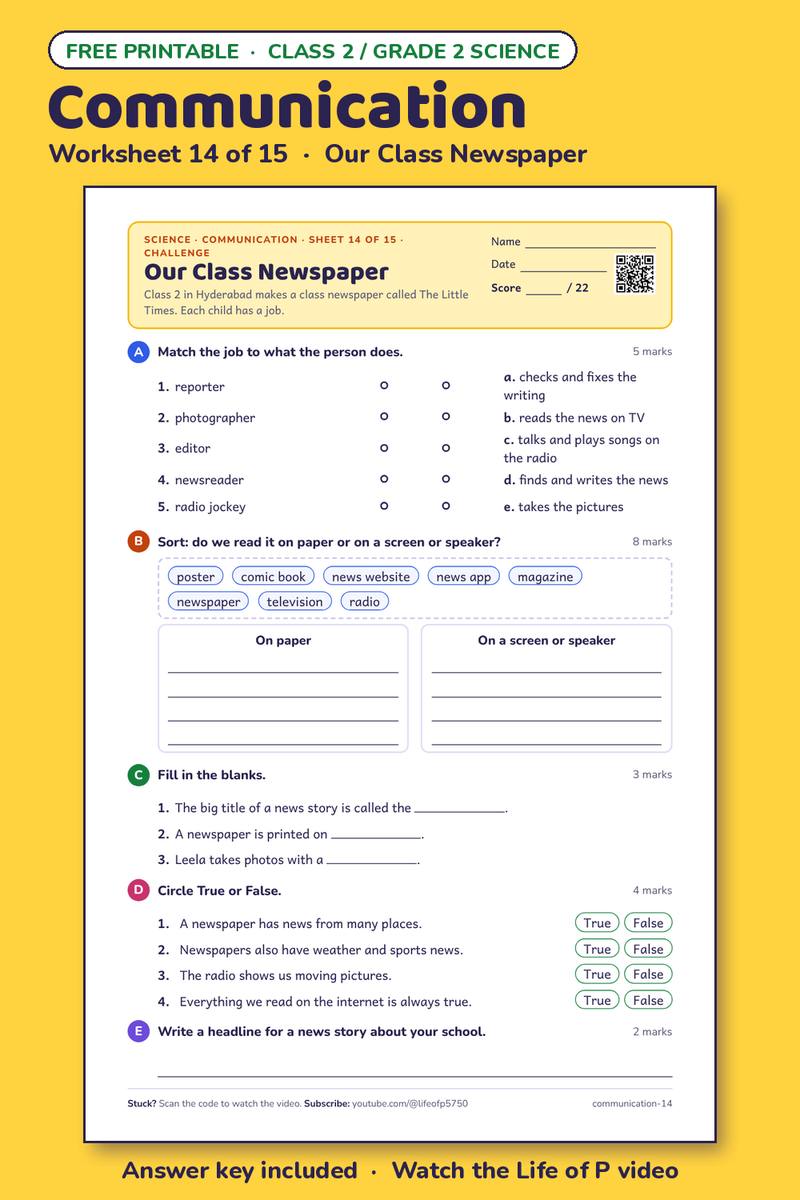 FREE PRINTABLE · CLASS 2 / GRADE 2 SCIENCE
Communication
Worksheet 14 of 15 · Our Class Newspaper
SCIENCE · COMMUNICATION · SHEET 14 OF 15 ·
CHALLENGE
Our Class Newspaper
Class 2 in Hyderabad makes a class newspaper called The Little
Times. Each child has a job.
Name
Date
Score / 22
A Match the job to what the person does. 5 marks
1. reporter
a. checks and fixes the
writing
2. photographer
b. reads the news on TV
3. editor
c. talks and plays songs on
the radio
4. newsreader
d. finds and writes the news
5. radio jockey
e. takes the pictures
B Sort: do we read it on paper or on a screen or speaker? 8 marks
poster comic book news website news app magazine
newspaper television radio
On paper On a screen or speaker
C Fill in the blanks. 3 marks
1. The big title of a news story is called the ____________.
2. A newspaper is printed on ____________.
3. Leela takes photos with a ____________.
D Circle True or False. 4 marks
1. A newspaper has news from many places. True False
2. Newspapers also have weather and sports news. True False
3. The radio shows us moving pictures. True False
4. Everything we read on the internet is always true. True False
E Write a headline for a news story about your school. 2 marks
Stuck? Scan the code to watch the video. Subscribe: youtube.com/@lifeofp5750 communication-14
Answer key included · Watch the Life of P video